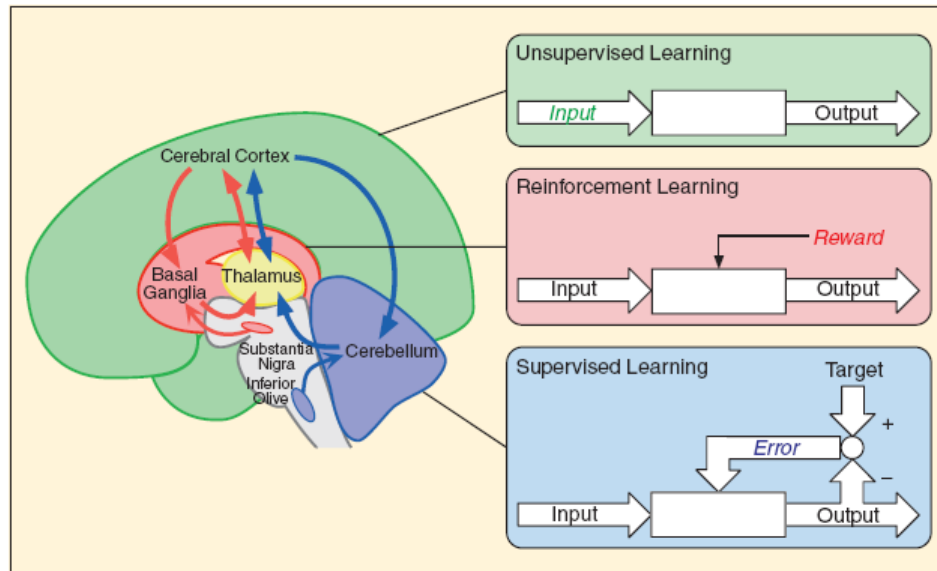 Unsupervised Learning
Input
Output
Cerebral Cortex
Reinforcement Learning
Reward
Input
Output
Basal
Ganglia
Thalamus
Substantia
Nigra
Inferior
Olive
Cerebellum
Supervised Learning
Target
+
Error
−
Input
Output